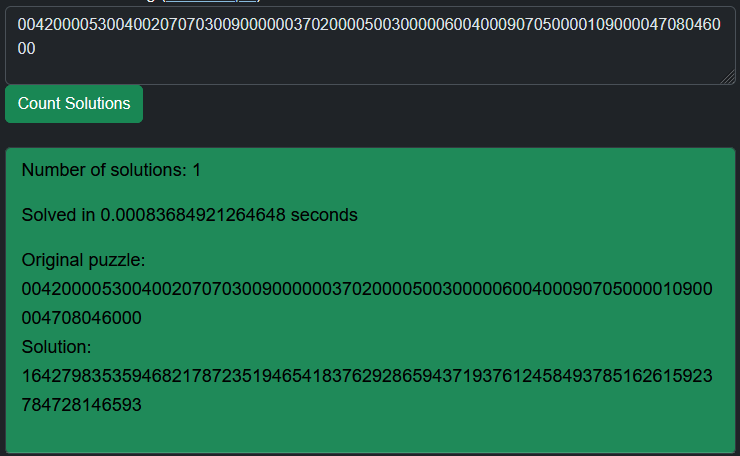 0042000053004002070703009000000370200005003000006004000907050000109000047080460
00
Count Solutions
Number of solutions: 1
Solved in 0.00083684921264648 seconds
Original puzzle:
004200005300400207070300900000037020000500300000600400090705000010900
004708046000
Solution:
164279835359468217872351946541837629286594371937612458493785162615923
784728146593